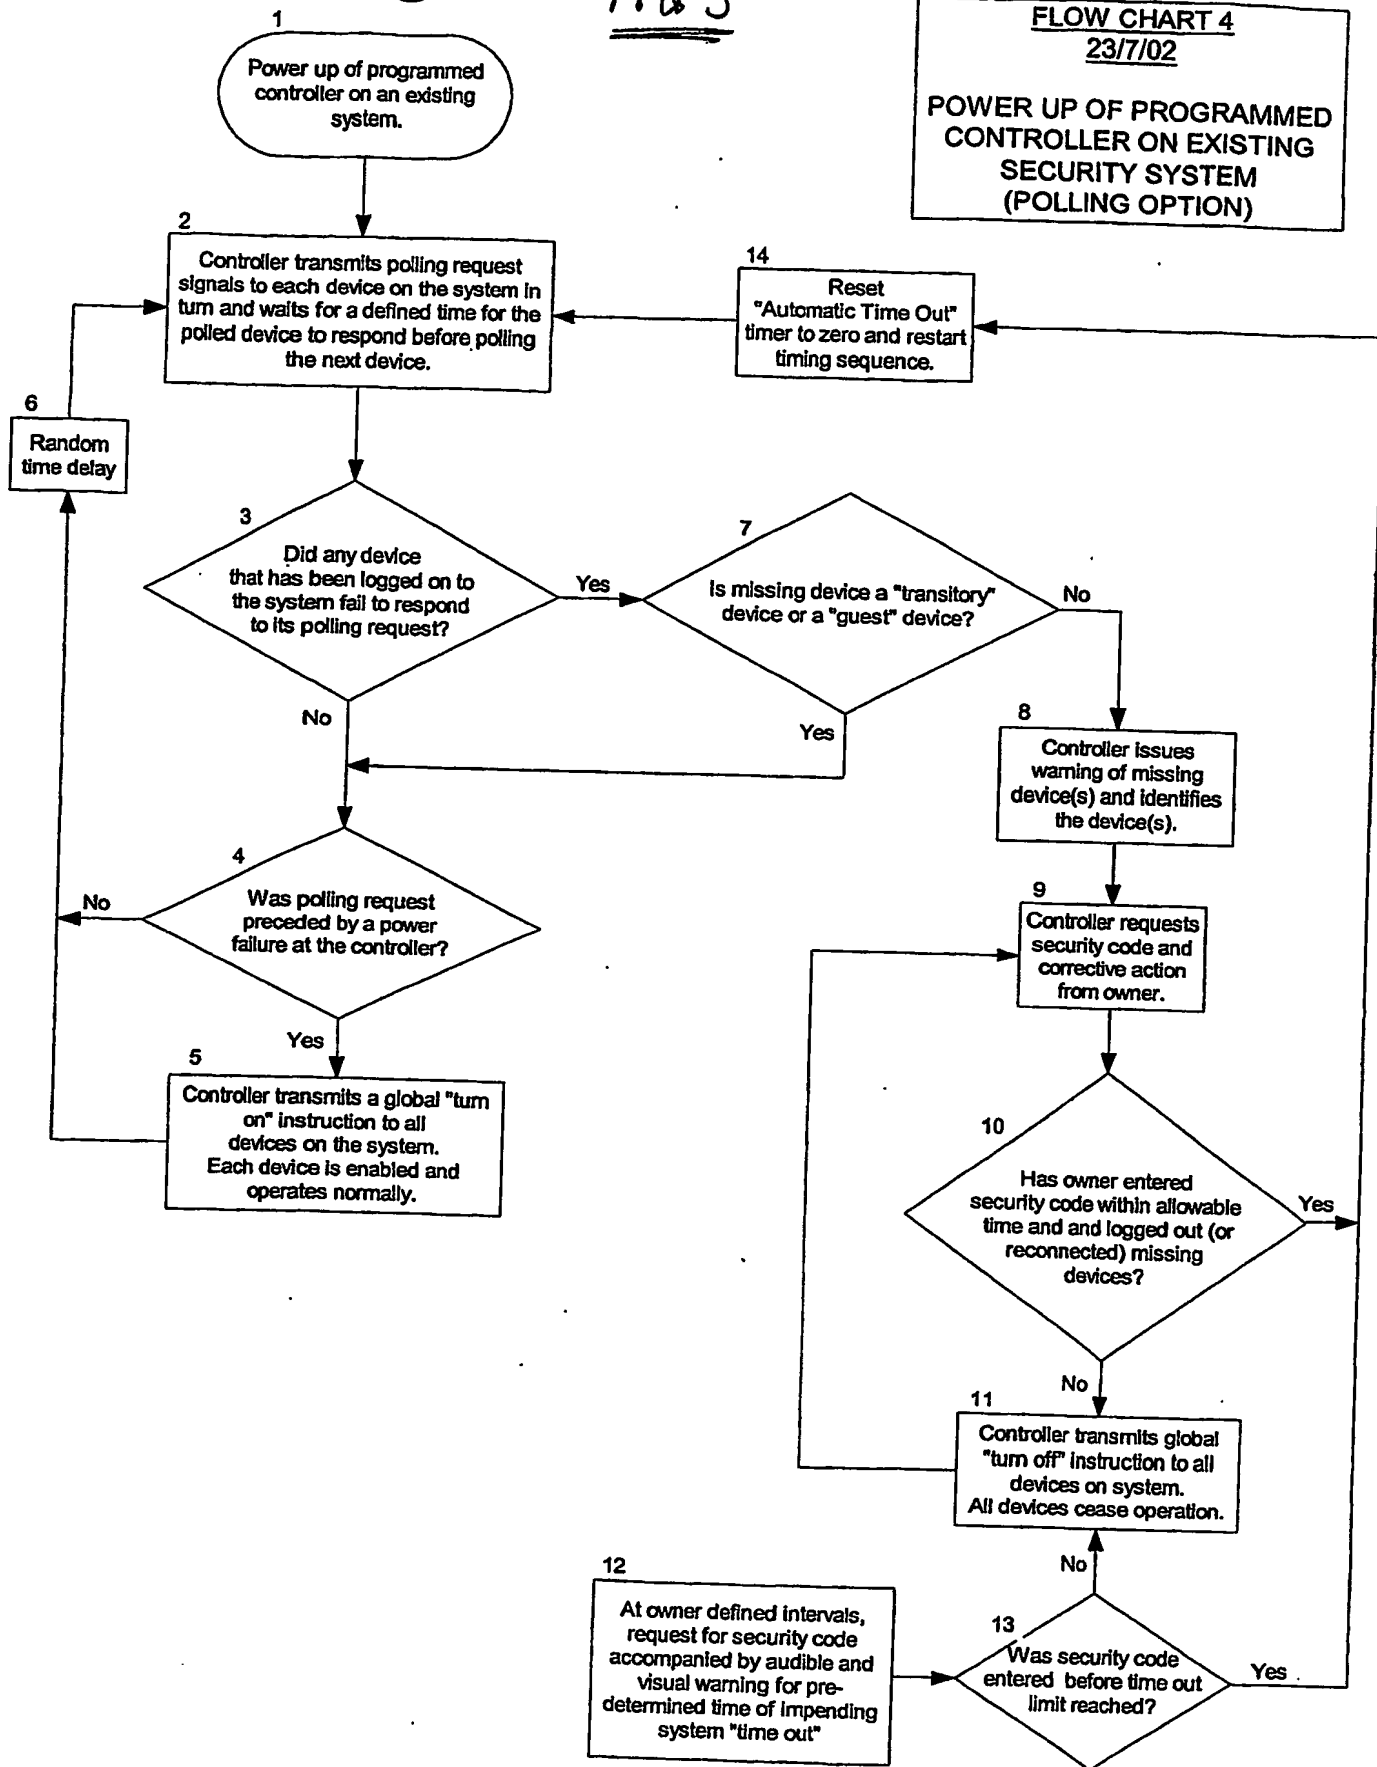 FLOW CHART 4
23/7/02
POWER UP OF PROGRAMMED
CONTROLLER ON EXISTING
SECURITY SYSTEM
(POLLING OPTION)
1
Power up of programmed
controller on an existing
system.
2
Controller transmits polling request
signals to each device on the system in
turn and waits for a defined time for the
polled device to respond before polling
the next device.
14
Reset
"Automatic Time Out"
timer to zero and restart
timing sequence.
6
Random
time delay
3
Did any device
that has been logged on to
the system fail to respond
to its polling request?
Yes
No
7
Is missing device a "transitory"
device or a "guest" device?
No
Yes
8
Controller issues
warning of missing
device(s) and identifies
the device(s).
4
Was polling request
preceded by a power
failure at the controller?
No
Yes
9
Controller requests
security code and
corrective action
from owner.
5
Controller transmits a global "turn
on" instruction to all
devices on the system.
Each device is enabled and
operates normally.
10
Has owner entered
security code within allowable
time and and logged out (or
reconnected) missing
devices?
Yes
No
11
Controller transmits global
"turn off" instruction to all
devices on system.
All devices cease operation.
No
12
At owner defined intervals,
request for security code
accompanied by audible and
visual warning for pre-
determined time of impending
system "time out"
13
Was security code
entered before time out
limit reached?
Yes